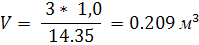 V = 3 * 1,0 / 14.35 = 0.209 м³